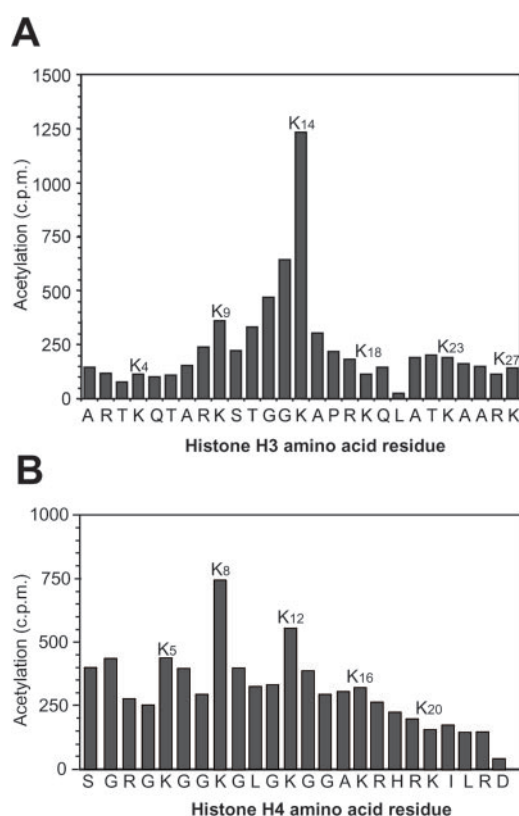 A
1500
1250
1000
750
500
250
0
Acetylation (c.p.m.)
K4
K9
K14
K18
K23
K27
A R T K Q T A R K S T G G K A P R K Q L A T K A A R K
Histone H3 amino acid residue
B
1000
750
500
250
0
Acetylation (c.p.m.)
K5
K8
K12
K16
K20
S G R G K G G K G L G K G G A K R H R K I L R D
Histone H4 amino acid residue